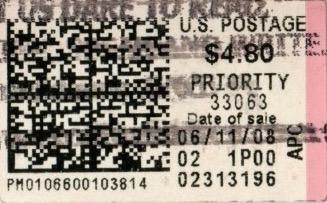 U.S. POSTAGE
$4.80
PRIORITY
33063
Date of sale
06/11/08
02 1P00
02313196
APC
PM0106600103814